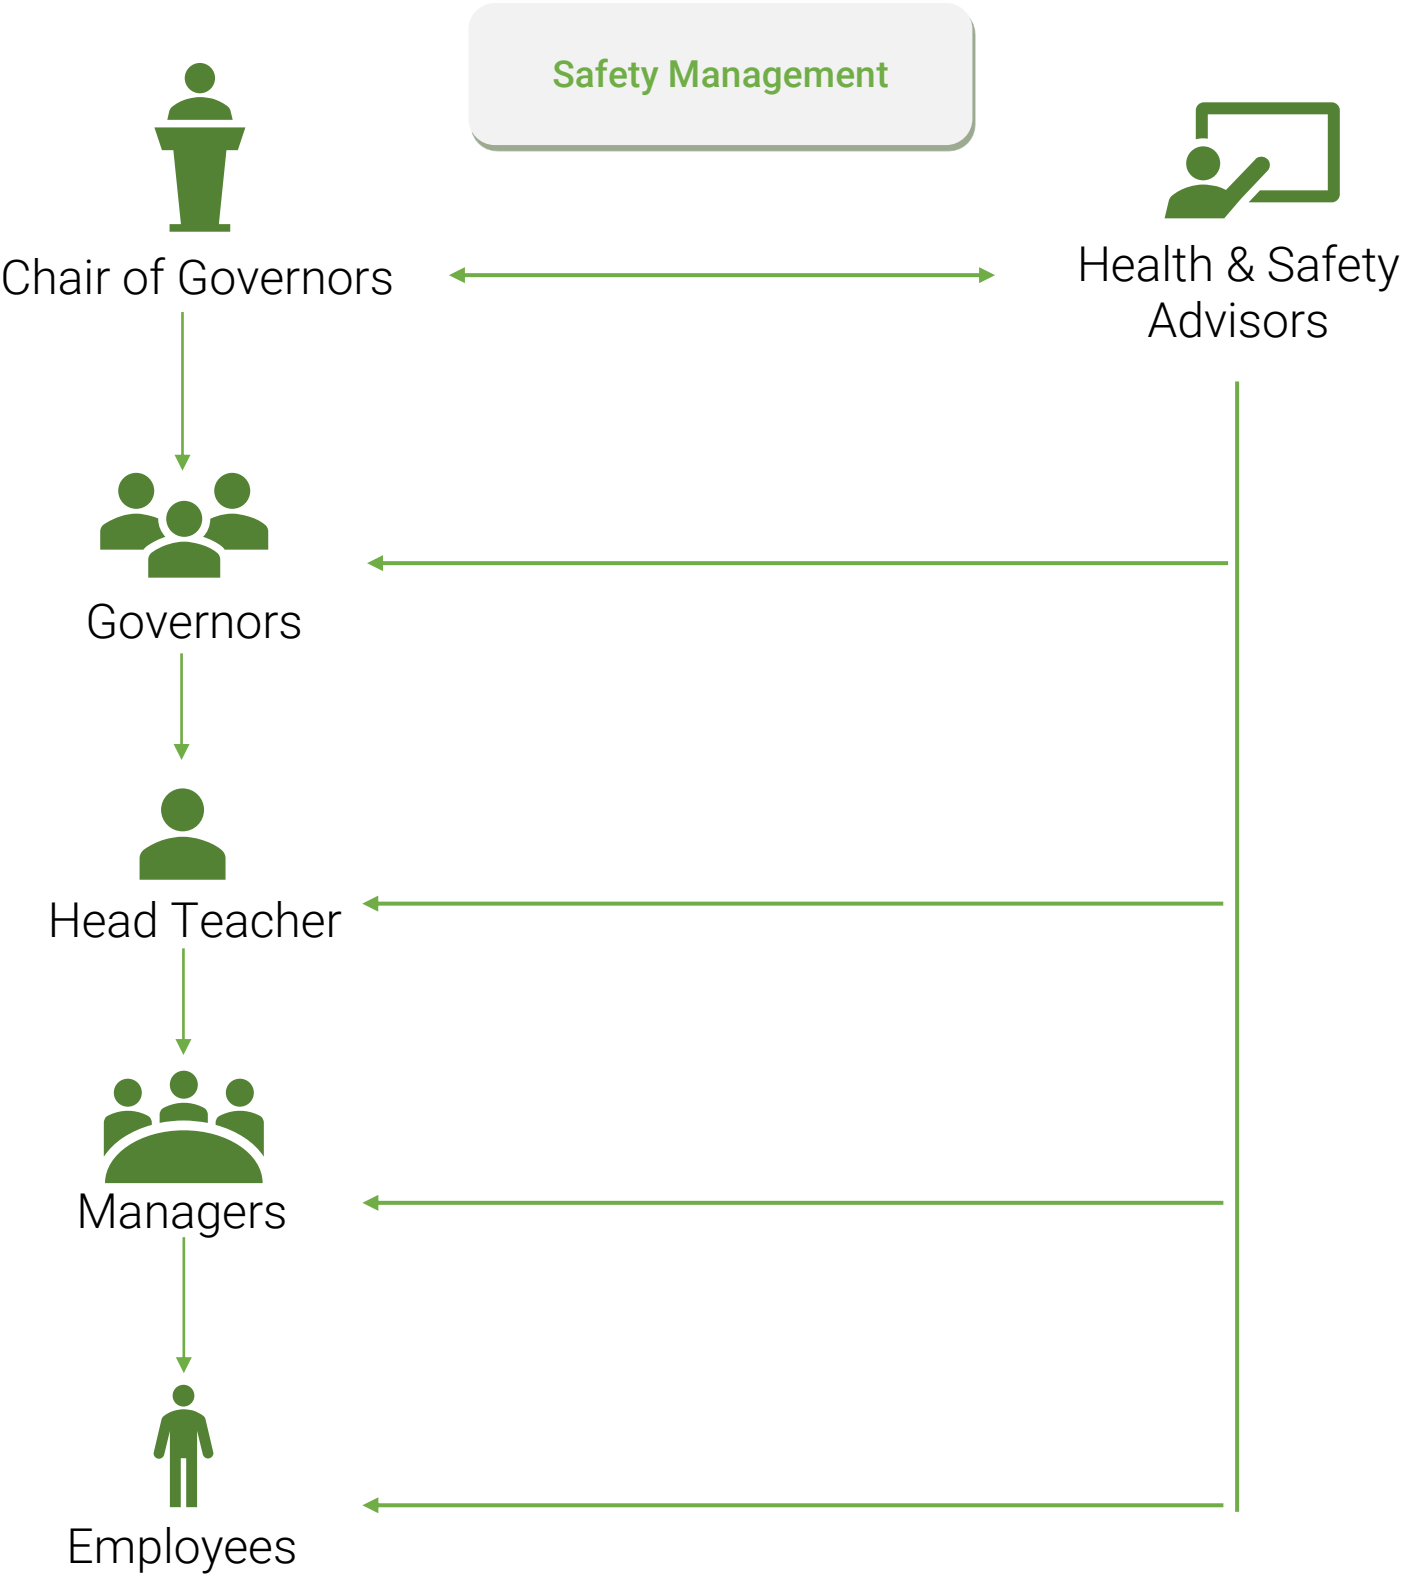 Safety Management
Chair of Governors
Health & Safety
Advisors
Governors
Head Teacher
Managers
Employees